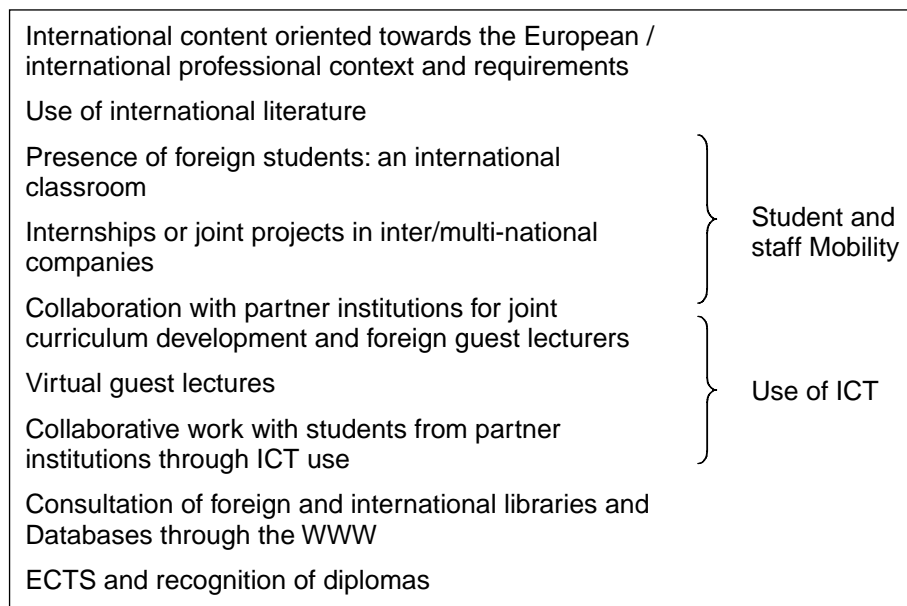 International content oriented towards the European /
international professional context and requirements
Use of international literature
Presence of foreign students: an international
classroom
Internships or joint projects in inter/multi-national
companies
Student and
staff Mobility
Collaboration with partner institutions for joint
curriculum development and foreign guest lecturers
Virtual guest lectures
Use of ICT
Collaborative work with students from partner
institutions through ICT use
Consultation of foreign and international libraries and
Databases through the WWW
ECTS and recognition of diplomas